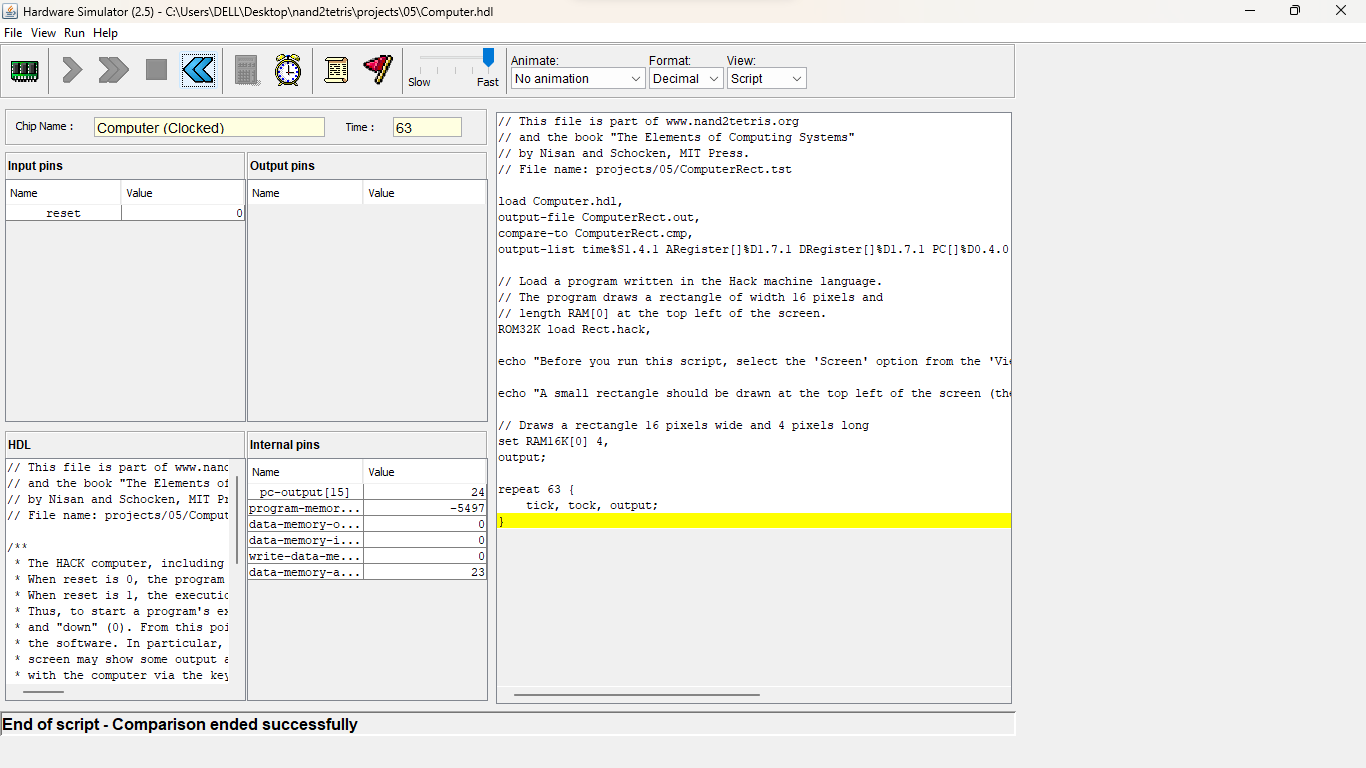 Hardware Simulator (2.5) - C:\Users\DELL\Desktop\nand2tetris\projects\05\Computer.hdl
File View Run Help
Slow Fast
Animate: Format: View:
No animation Decimal Script
Chip Name : Computer (Clocked) Time : 63
Input pins
Name Value
reset 0
Output pins
Name Value
HDL
// This file is part of www.nand
// and the book "The Elements of
// by Nisan and Schocken, MIT Pr
// File name: projects/05/Comput
/**
* The HACK computer, including
* When reset is 0, the program
* When reset is 1, the executio
* Thus, to start a program's ex
* and "down" (0). From this poi
* the software. In particular,
* screen may show some output a
* with the computer via the key
Internal pins
Name Value
pc-output[15] 24
program-memor... -5497
data-memory-o... 0
data-memory-i... 0
write-data-me... 0
data-memory-a... 23
// This file is part of www.nand2tetris.org
// and the book "The Elements of Computing Systems"
// by Nisan and Schocken, MIT Press.
// File name: projects/05/ComputerRect.tst
load Computer.hdl,
output-file ComputerRect.out,
compare-to ComputerRect.cmp,
output-list time%S1.4.1 ARegister[]%D1.7.1 DRegister[]%D1.7.1 PC[]%D0.4.0
// Load a program written in the Hack machine language.
// The program draws a rectangle of width 16 pixels and
// length RAM[0] at the top left of the screen.
ROM32K load Rect.hack,
echo "Before you run this script, select the 'Screen' option from the 'Vie
echo "A small rectangle should be drawn at the top left of the screen (the
// Draws a rectangle 16 pixels wide and 4 pixels long
set RAM16K[0] 4,
output;
repeat 63 {
tick, tock, output;
}
End of script - Comparison ended successfully